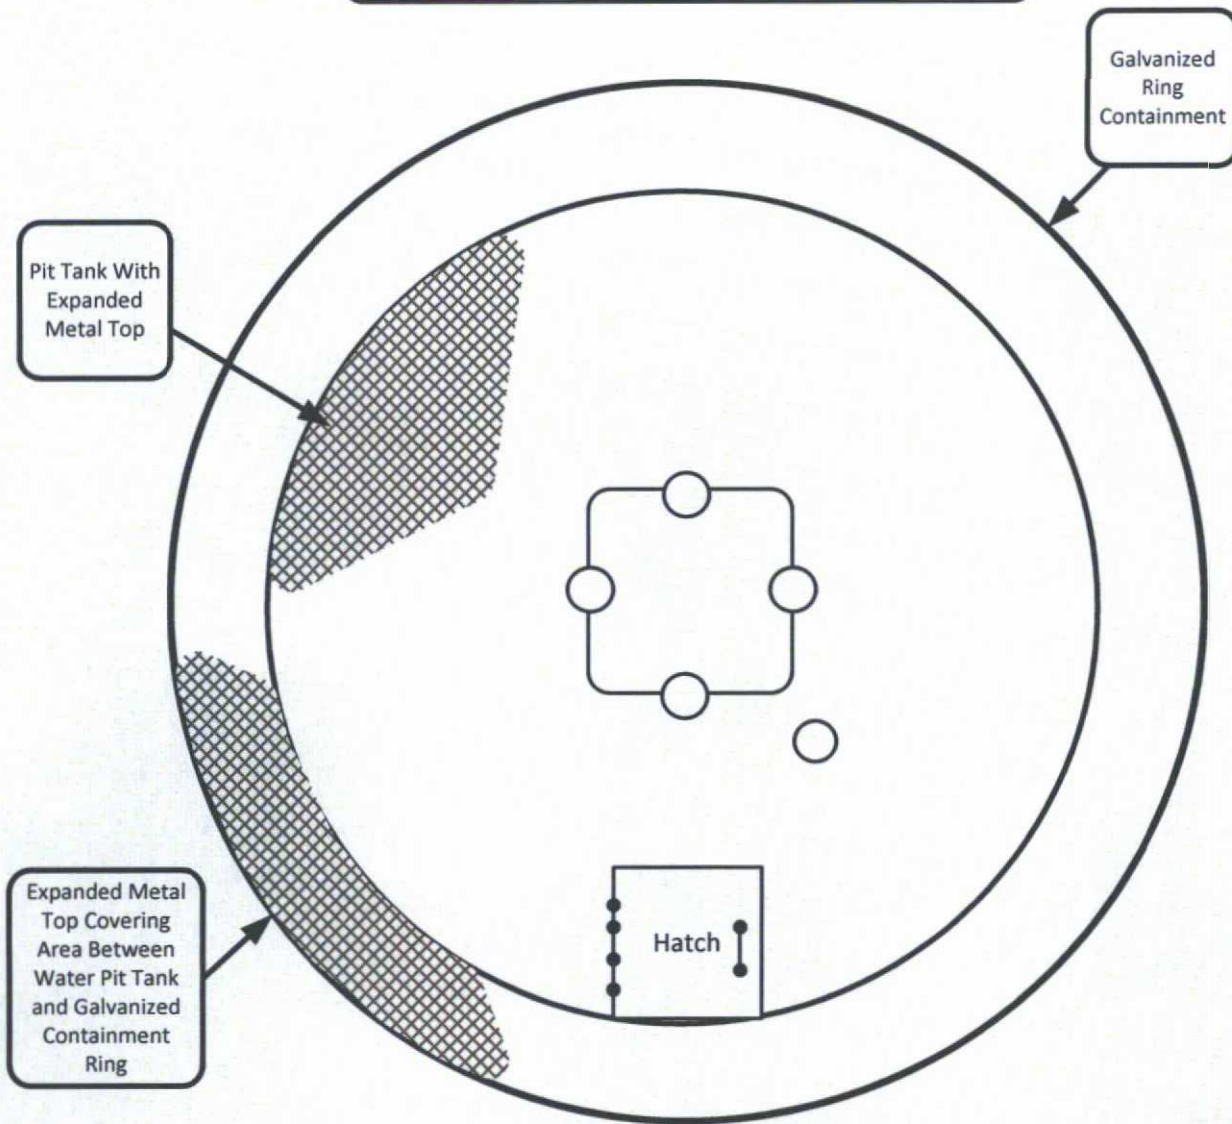 Galvanized
Ring
Containment
Pit Tank With
Expanded
Metal Top
Expanded Metal
Top Covering
Area Between
Water Pit Tank
and Galvanized
Containment
Ring
Hatch